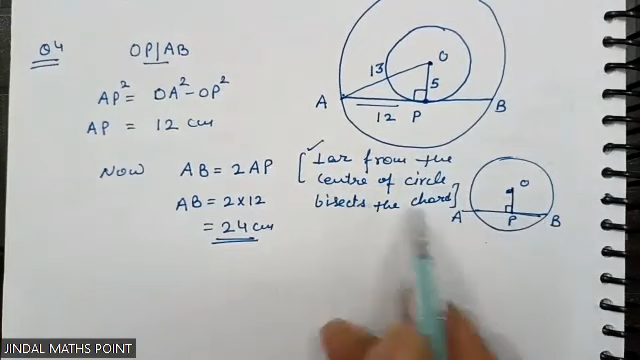 Q4
OP⊥AB
AP² = OA² - OP²
AP = 12 cm
Now AB = 2AP
AB = 2×12
= 24 cm
[⊥ar from the
centre of circle
bisects the chord]
O
13
5
A
P
B
12
O
A
P
B
JINDAL MATHS POINT